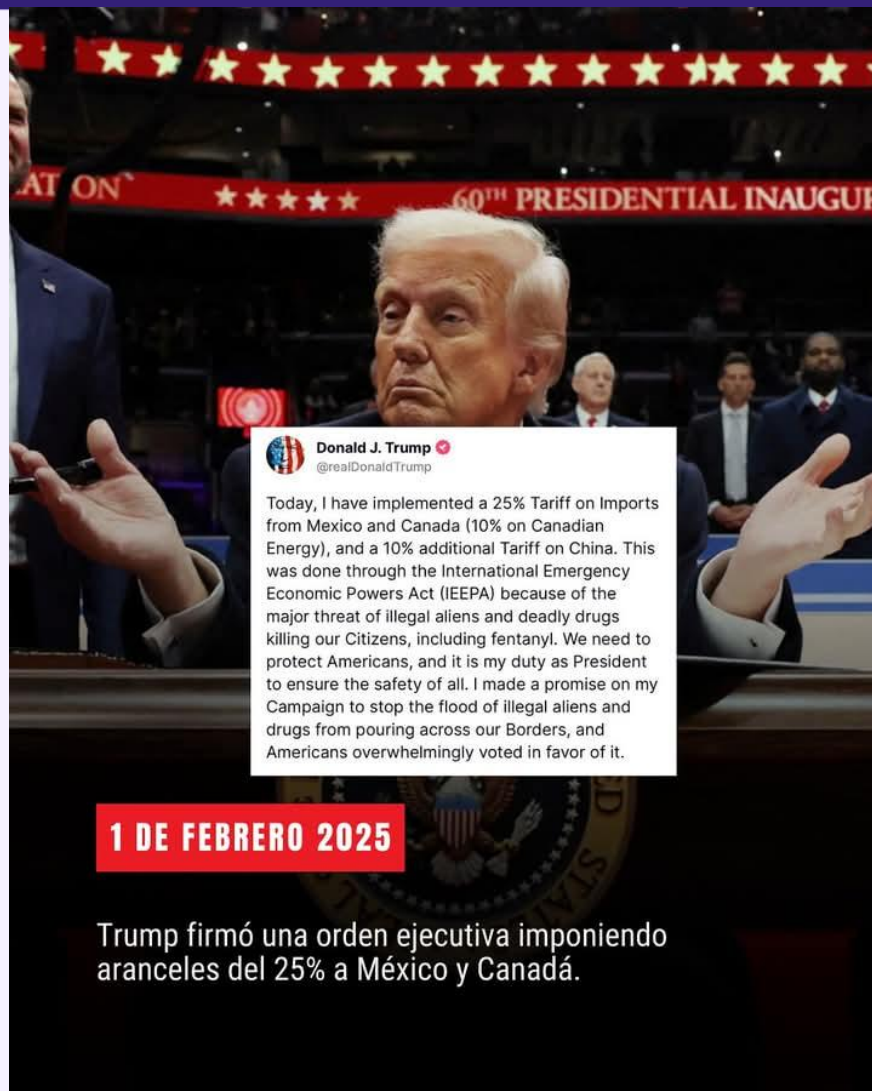 ATION
60TH PRESIDENTIAL INAUGUR
Donald J. Trump
@realDonaldTrump
Today, I have implemented a 25% Tariff on Imports
from Mexico and Canada (10% on Canadian
Energy), and a 10% additional Tariff on China. This
was done through the International Emergency
Economic Powers Act (IEEPA) because of the
major threat of illegal aliens and deadly drugs
killing our Citizens, including fentanyl. We need to
protect Americans, and it is my duty as President
to ensure the safety of all. I made a promise on my
Campaign to stop the flood of illegal aliens and
drugs from pouring across our Borders, and
Americans overwhelmingly voted in favor of it.
1 DE FEBRERO 2025
Trump firmó una orden ejecutiva imponiendo
aranceles del 25% a México y Canadá.